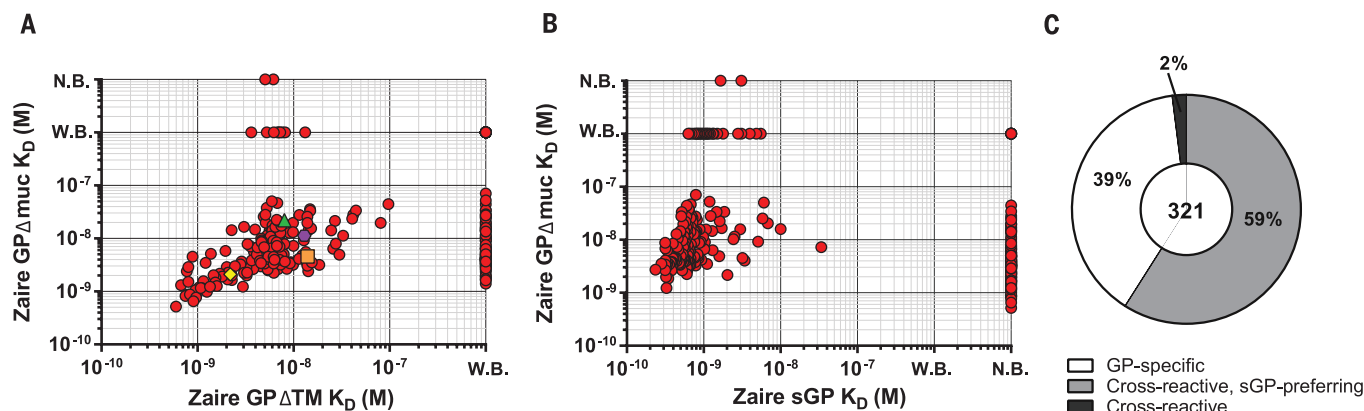 A
Zaire GPΔmuc K_D (M)
N.B.
W.B.
10^-7
10^-8
10^-9
10^-10
10^-10
10^-9
10^-8
10^-7
W.B.
Zaire GPΔTM K_D (M)
B
Zaire GPΔmuc K_D (M)
N.B.
W.B.
10^-7
10^-8
10^-9
10^-10
10^-10
10^-9
10^-8
10^-7
W.B.
N.B.
Zaire sGP K_D (M)
C
2%
39%
321
59%
GP-specific
Cross-reactive, sGP-preferring
Cross-reactive